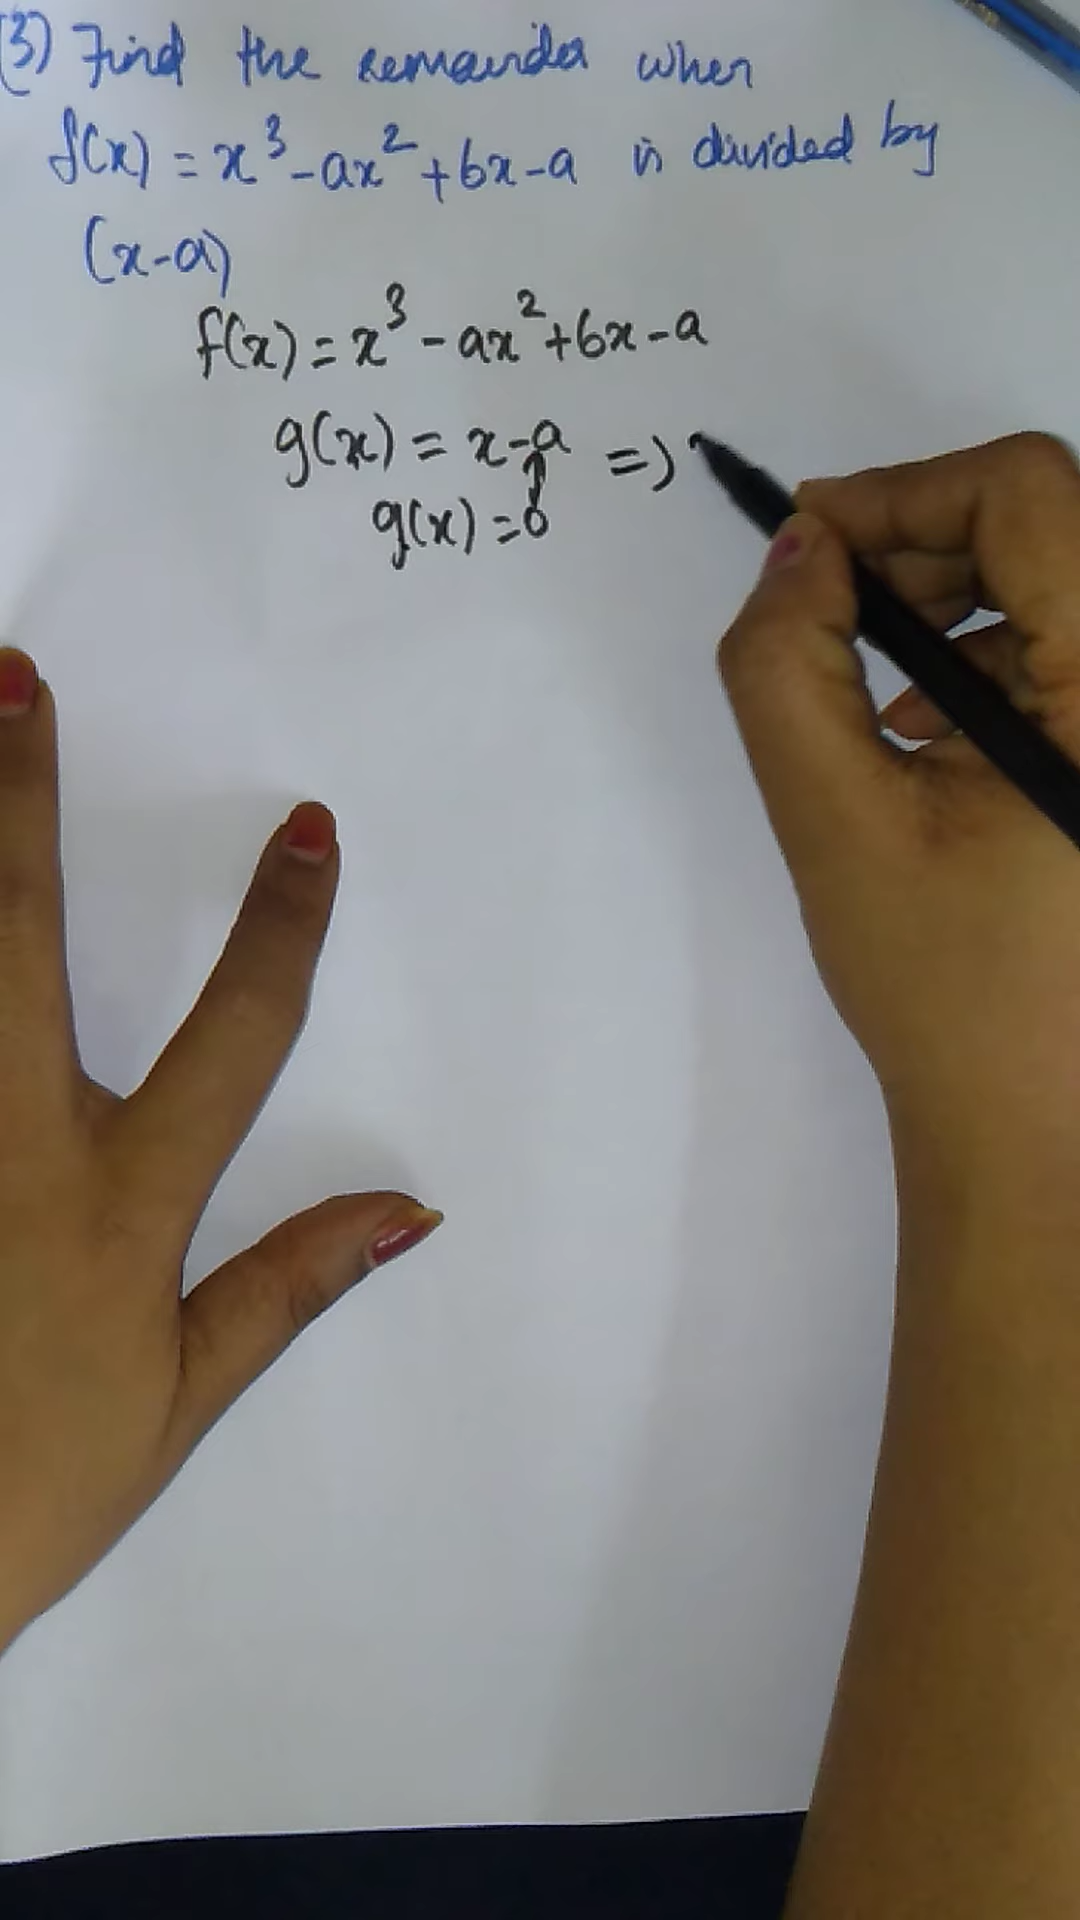 (3) Find the remainder when
f(x) = x³ - ax² + 6x - a is divided by
(x-a)
f(x) = x³ - ax² + 6x - a
g(x) = x - a =>
g(x) = 0